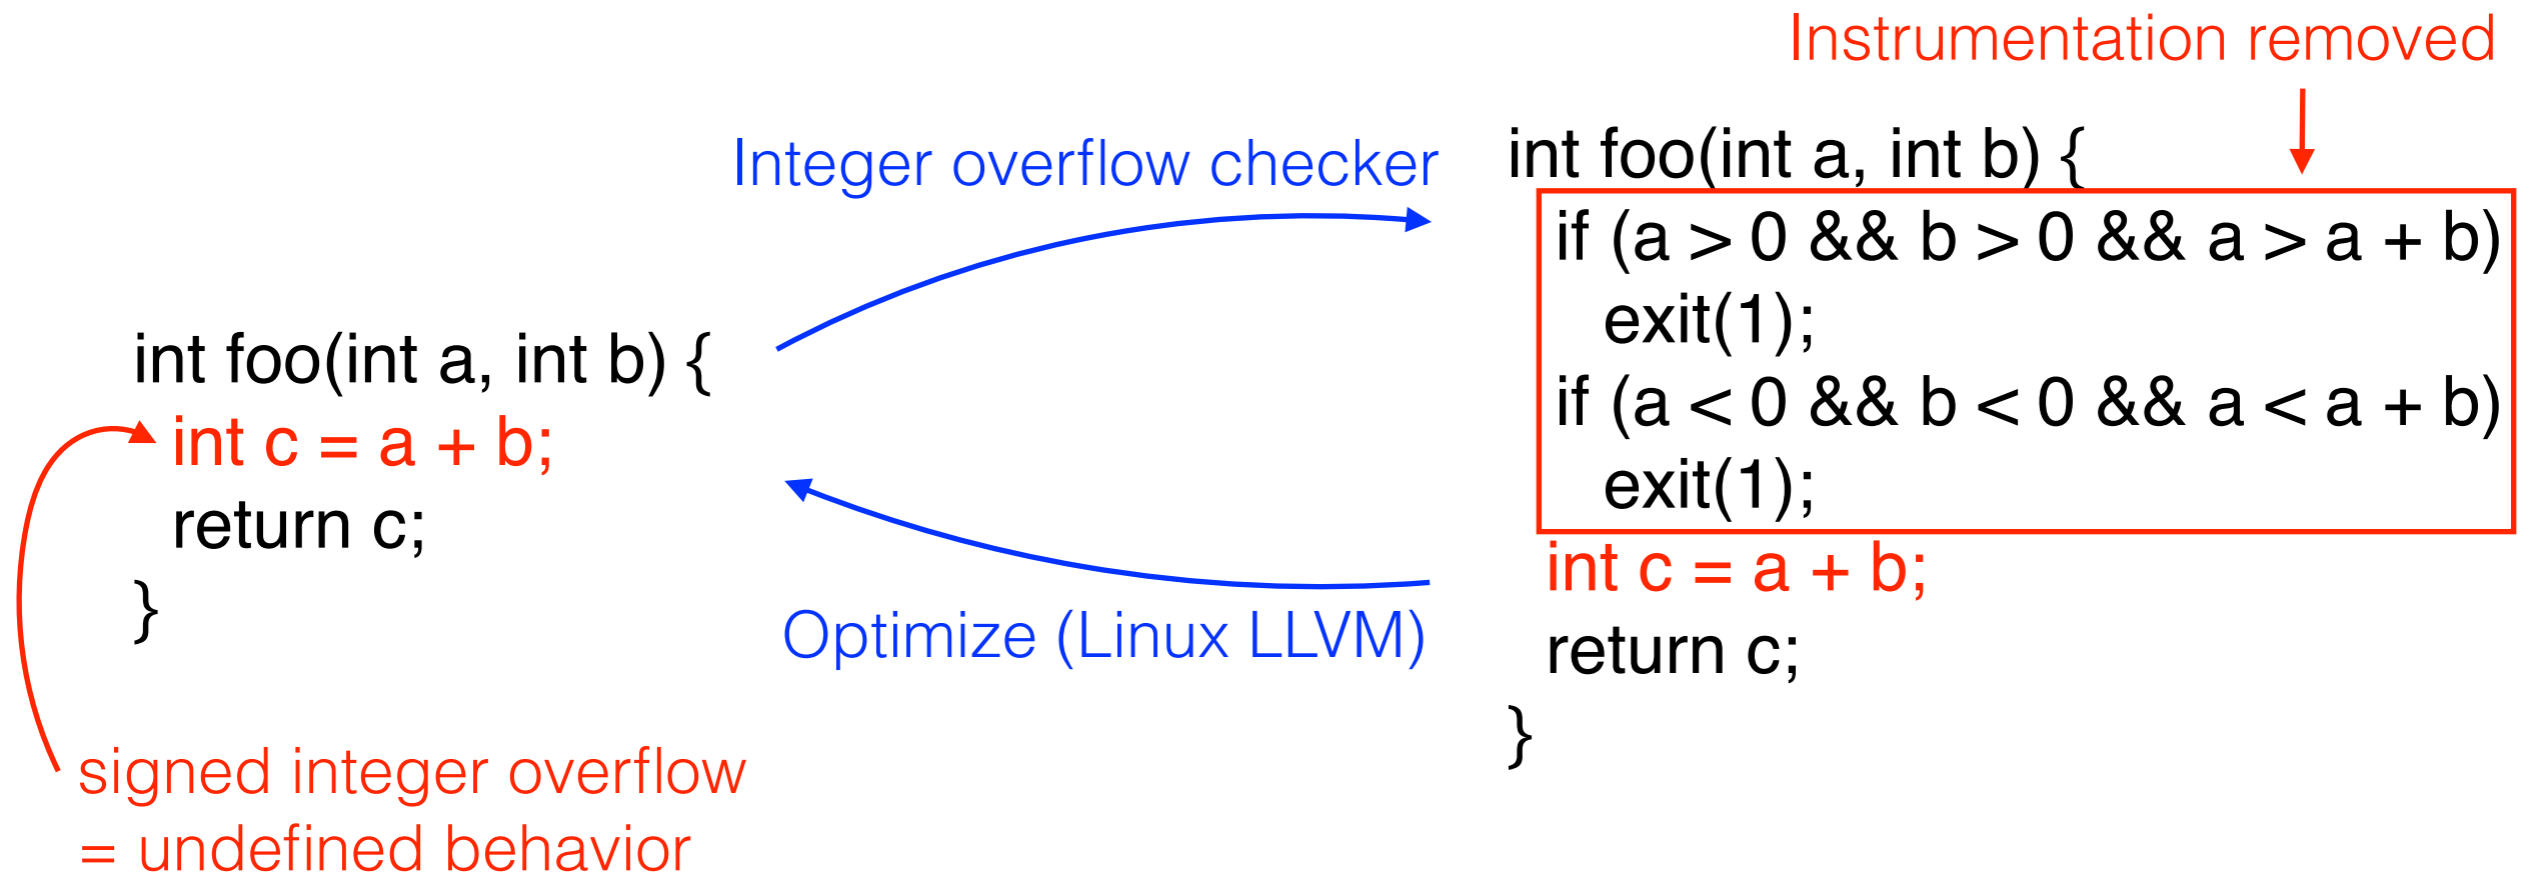 Instrumentation removed
Integer overflow checker
int foo(int a, int b) {
int c = a + b;
return c;
}
signed integer overflow
= undefined behavior
Optimize (Linux LLVM)
int foo(int a, int b) {
if (a > 0 && b > 0 && a > a + b)
exit(1);
if (a < 0 && b < 0 && a < a + b)
exit(1);
int c = a + b;
return c;
}